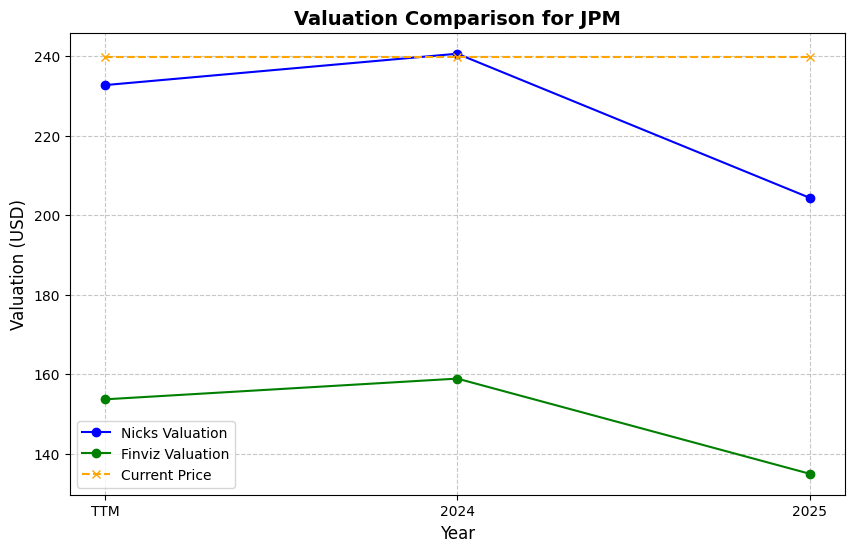 Valuation Comparison for JPM
Valuation (USD)
240
220
200
180
160
140
Nicks Valuation
Finviz Valuation
Current Price
TTM
2024
2025
Year